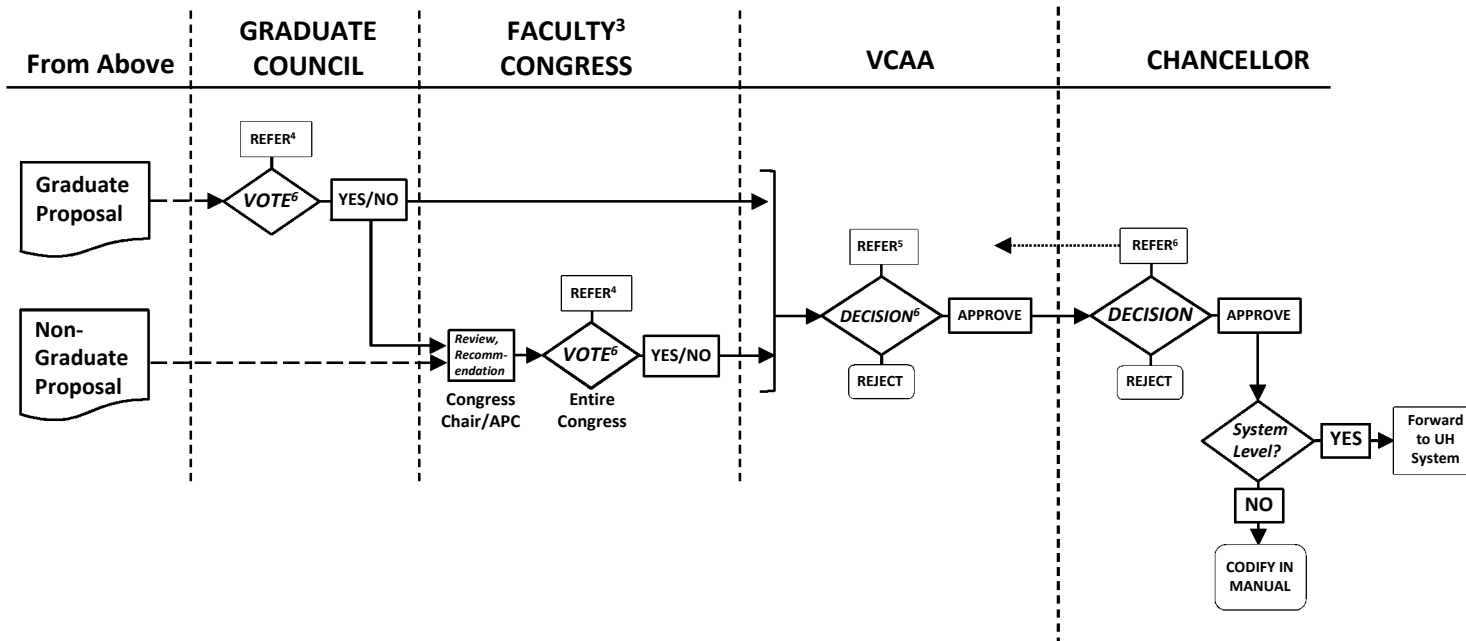 From Above
GRADUATE
COUNCIL
FACULTY³
CONGRESS
VCAA
CHANCELLOR
Graduate
Proposal
REFER⁴
VOTE⁶
YES/NO
Non-
Graduate
Proposal
Review,
Recomm-
endation
Congress
Chair/APC
REFER⁴
VOTE⁶
Entire
Congress
YES/NO
REFER⁵
DECISION⁶
REJECT
APPROVE
REFER⁶
DECISION
REJECT
APPROVE
System
Level?
YES
Forward
to UH
System
NO
CODIFY IN
MANUAL